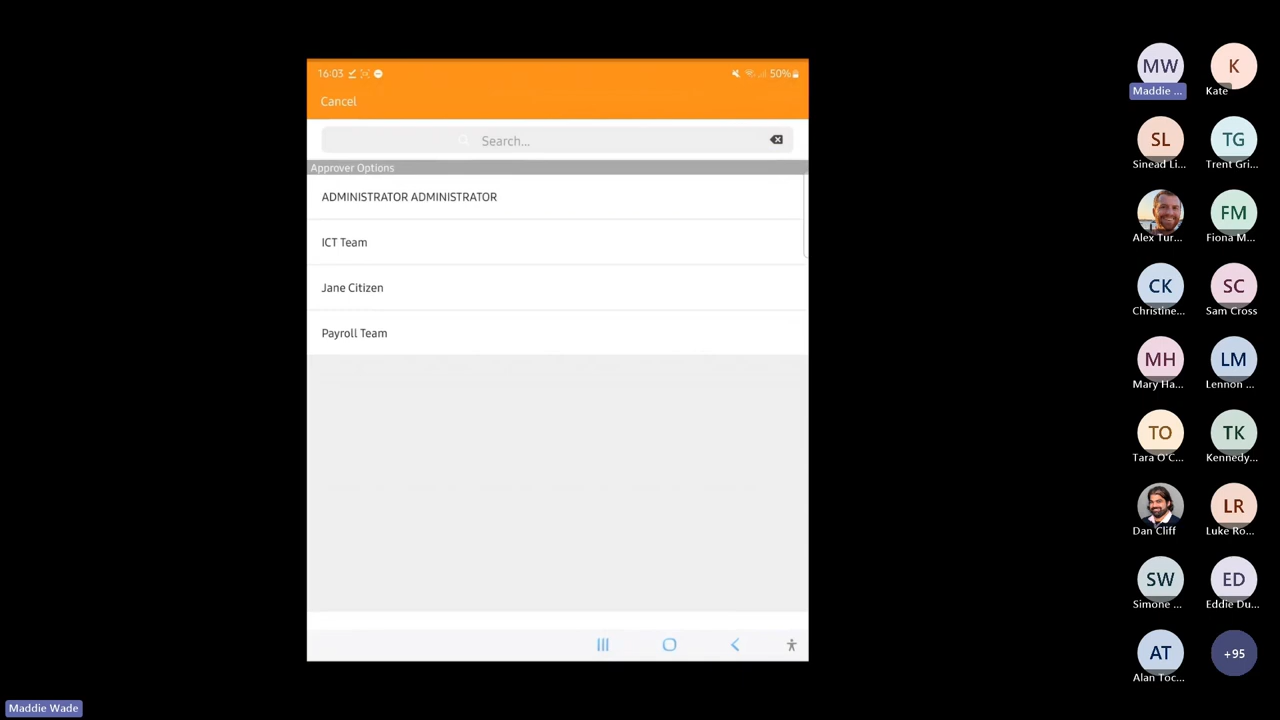 16:03
50%
Cancel
Search...
Approver Options
ADMINISTRATOR ADMINISTRATOR
ICT Team
Jane Citizen
Payroll Team
MW
Maddie ...
K
Kate
SL
Sinead Li...
TG
Trent Gri...
Alex Tur...
FM
Fiona M...
CK
Christine...
SC
Sam Cross
MH
Mary Ha...
LM
Lennon ...
TO
Tara O'C...
TK
Kennedy...
Dan Cliff
LR
Luke Ro...
SW
Simone ...
ED
Eddie Du...
AT
Alan Toc...
+95
Maddie Wade